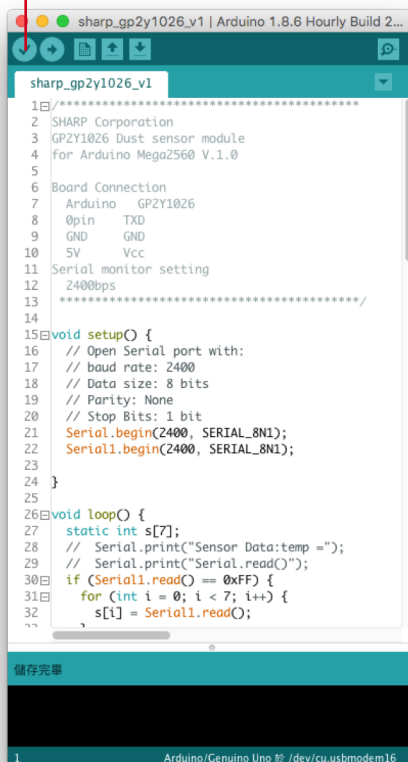 sharp_gp2y1026_v1 | Arduino 1.8.6 Hourly Build 2...
sharp_gp2y1026_v1
1 /****************************************
2 SHARP Corporation
3 GP2Y1026 Dust sensor module
4 for Arduino Mega2560 V.1.0
5
6 Board Connection
7   Arduino   GP2Y1026
8   0pin    TXD
9   GND     GND
10   5V      Vcc
11 Serial monitor setting
12   2400bps
13  ****************************************/
14
15 void setup() {
16   // Open Serial port with:
17   // baud rate: 2400
18   // Data size: 8 bits
19   // Parity: None
20   // Stop Bits: 1 bit
21   Serial.begin(2400, SERIAL_8N1);
22   Serial1.begin(2400, SERIAL_8N1);
23
24 }
25
26 void loop() {
27   static int s[7];
28   //  Serial.print("Sensor Data:temp =");
29   //  Serial.print("Serial.read()");
30   if (Serial1.read() == 0xFF) {
31     for (int i = 0; i < 7; i++) {
32       s[i] = Serial1.read();
儲存完畢
1 Arduino/Genuino Uno 於 /dev/cu.usbmodem16